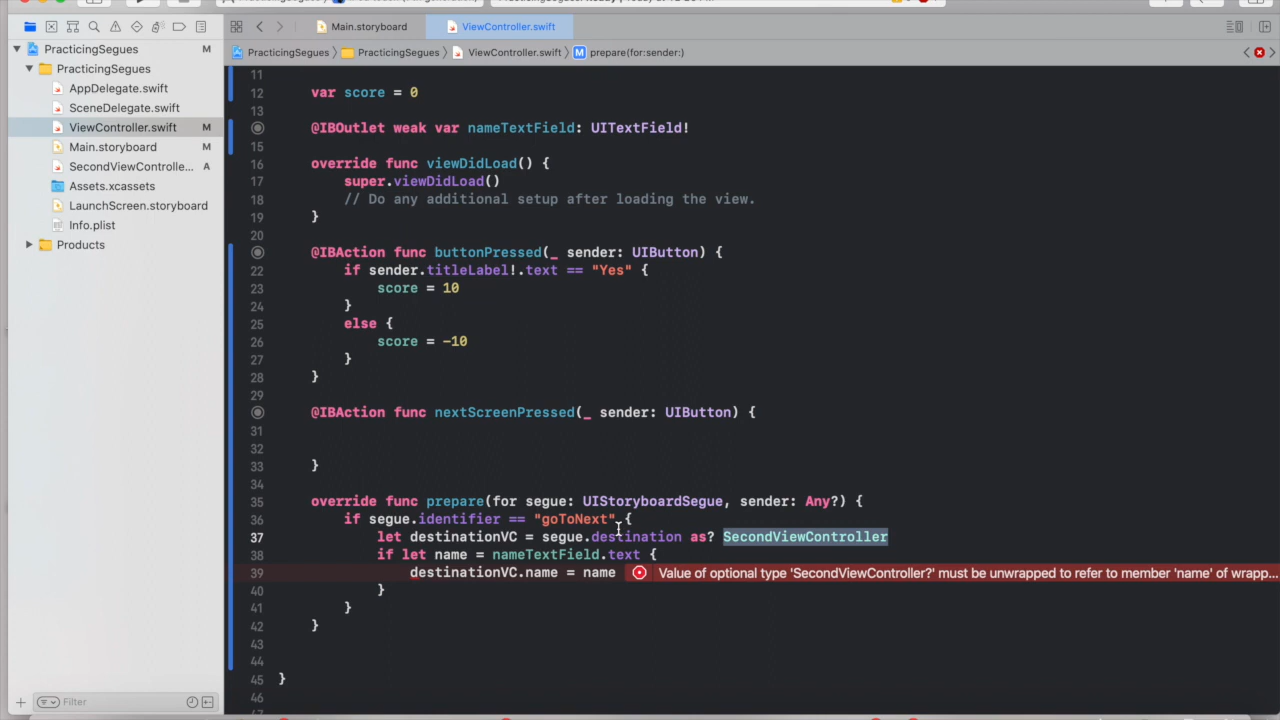 Main.storyboard
ViewController.swift
PracticingSegues
M
PracticingSegues
AppDelegate.swift
SceneDelegate.swift
ViewController.swift
M
Main.storyboard
M
SecondViewControlle...
A
Assets.xcassets
LaunchScreen.storyboard
Info.plist
Products
Filter
PracticingSegues
PracticingSegues
ViewController.swift
M prepare(for:sender:)
11
12 var score = 0
13
@IBOutlet weak var nameTextField: UITextField!
15
16 override func viewDidLoad() {
17 super.viewDidLoad()
18 // Do any additional setup after loading the view.
19 }
20
@IBAction func buttonPressed(_ sender: UIButton) {
22 if sender.titleLabel!.text == "Yes" {
23 score = 10
24 }
25 else {
26 score = -10
27 }
28 }
29
@IBAction func nextScreenPressed(_ sender: UIButton) {
31
32
33 }
34
35 override func prepare(for segue: UIStoryboardSegue, sender: Any?) {
36 if segue.identifier == "goToNext" {
37 let destinationVC = segue.destination as? SecondViewController
38 if let name = nameTextField.text {
39 destinationVC.name = name Value of optional type 'SecondViewController?' must be unwrapped to refer to member 'name' of wrapp...
40 }
41 }
42 }
43
44
45 }
46